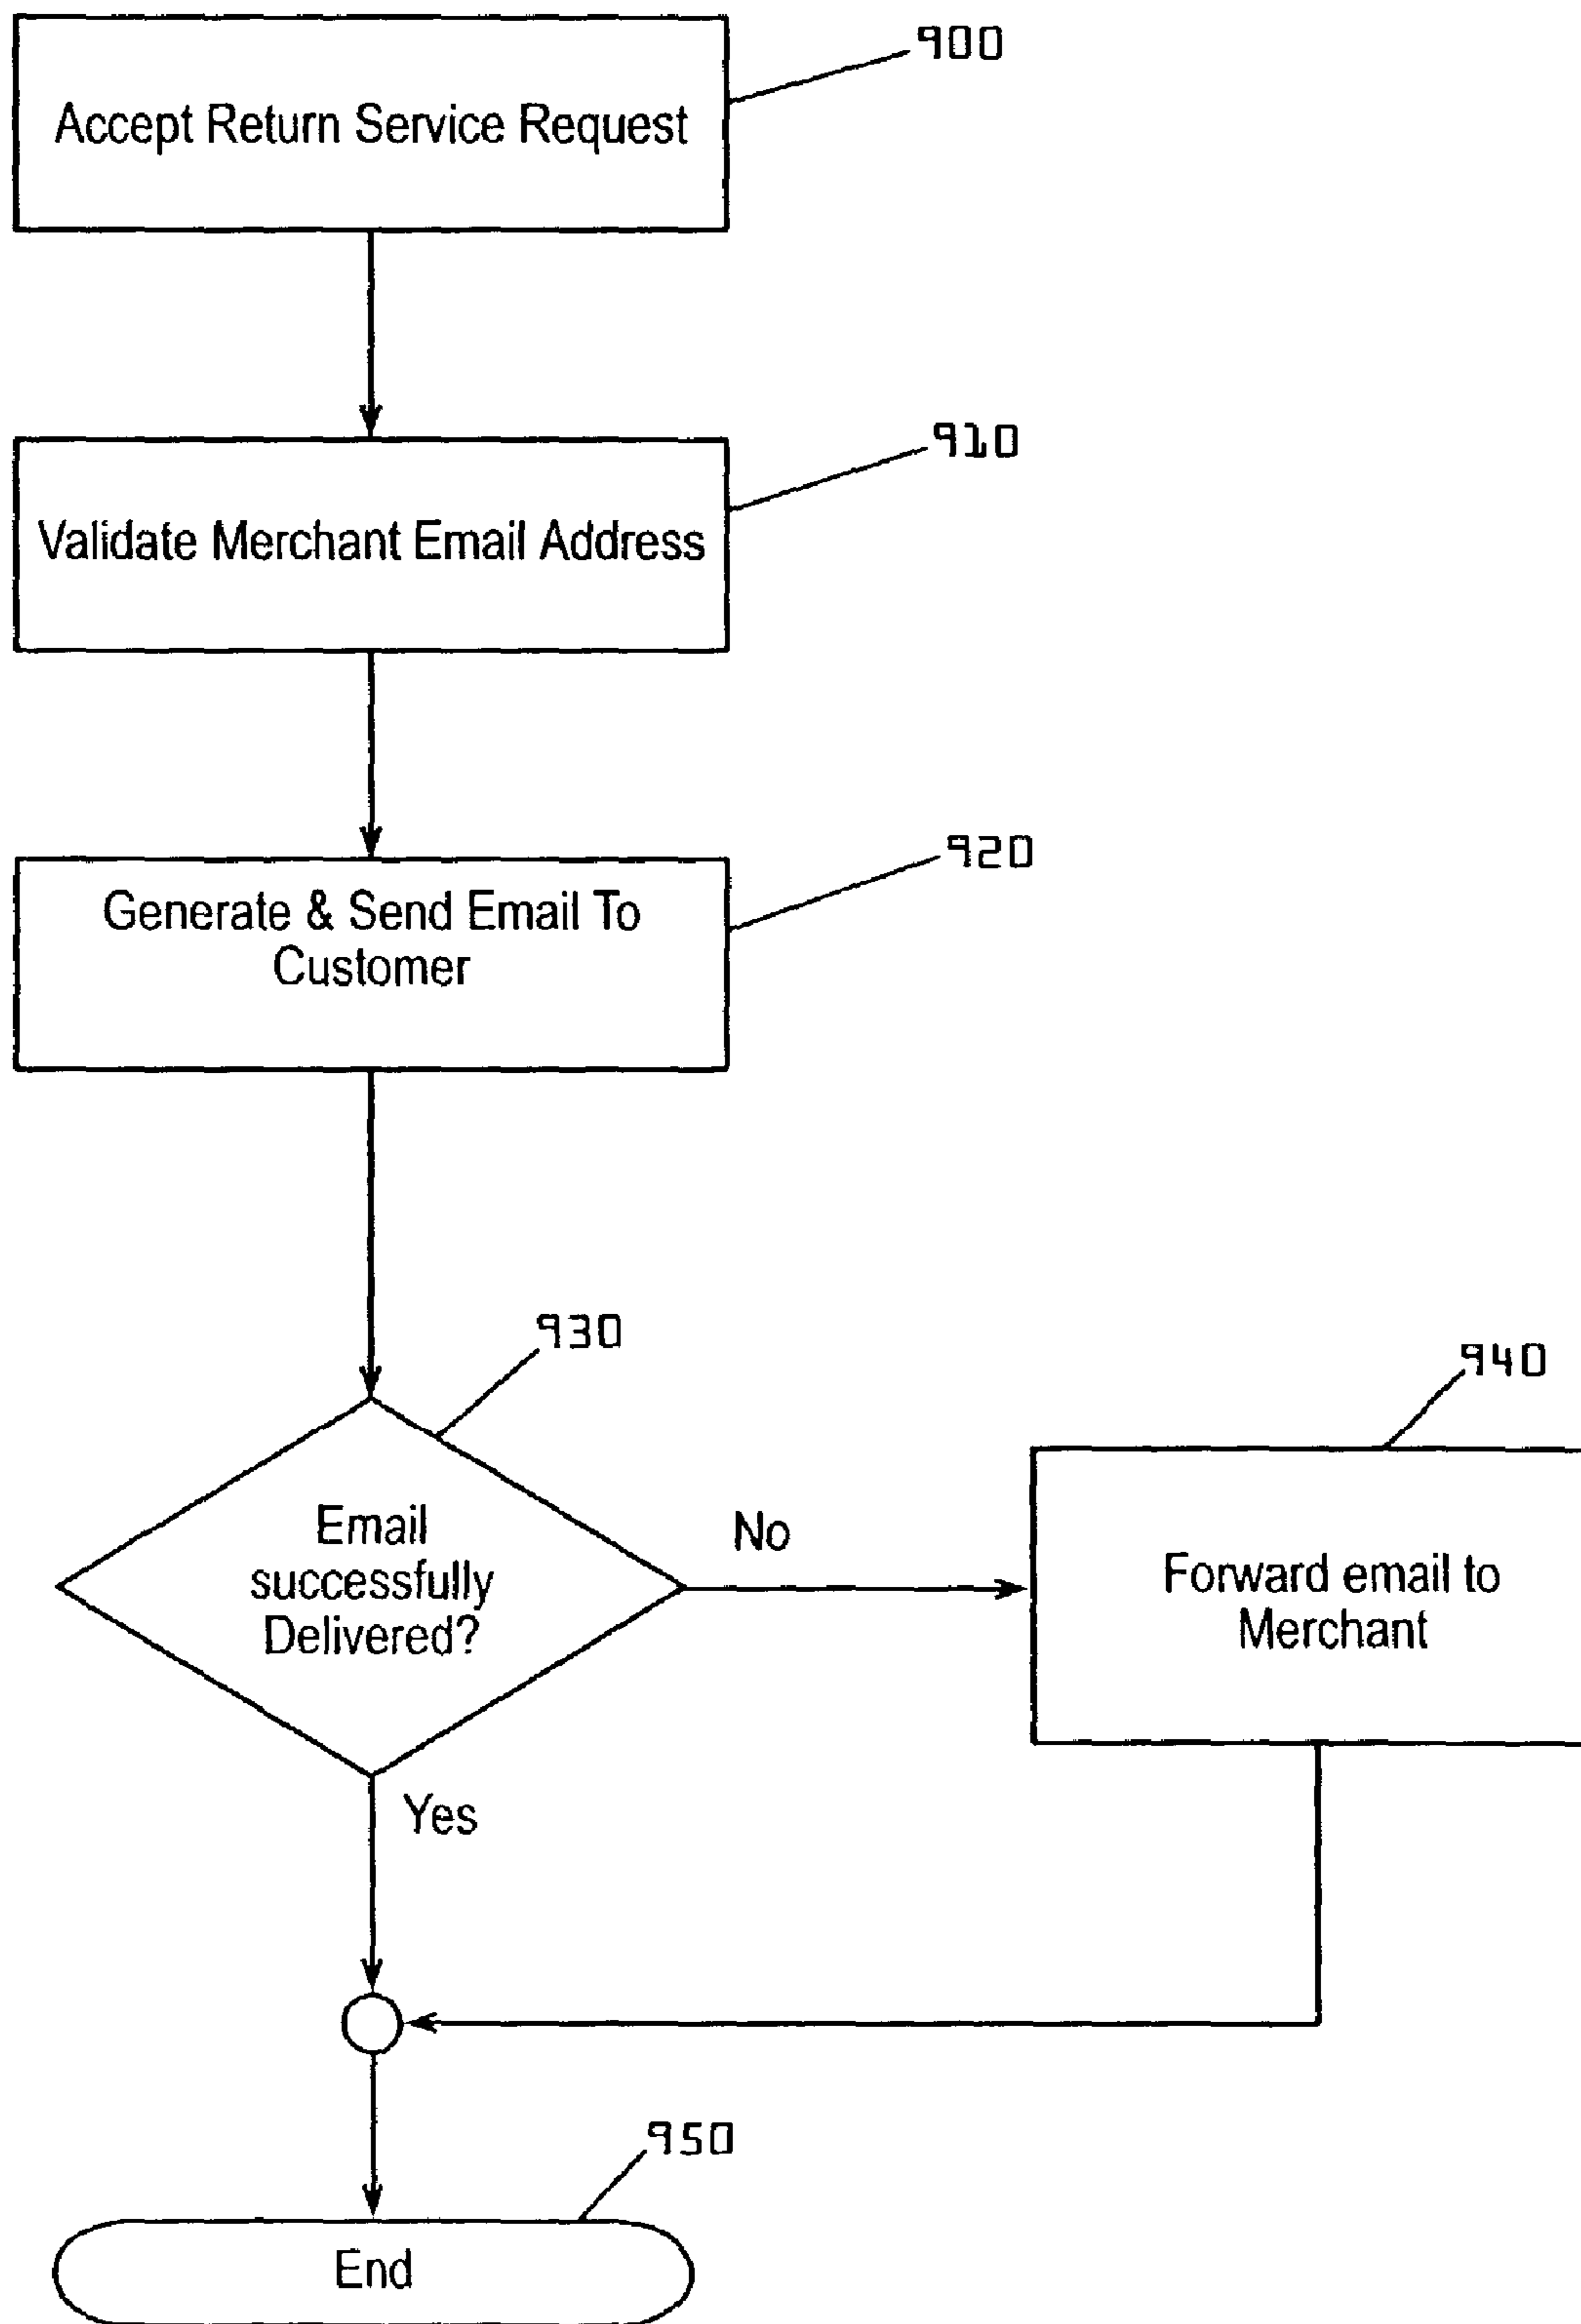 900
Accept Return Service Request
910
Validate Merchant Email Address
920
Generate & Send Email To
Customer
930
Email
successfully
Delivered?
No
940
Forward email to
Merchant
Yes
950
End